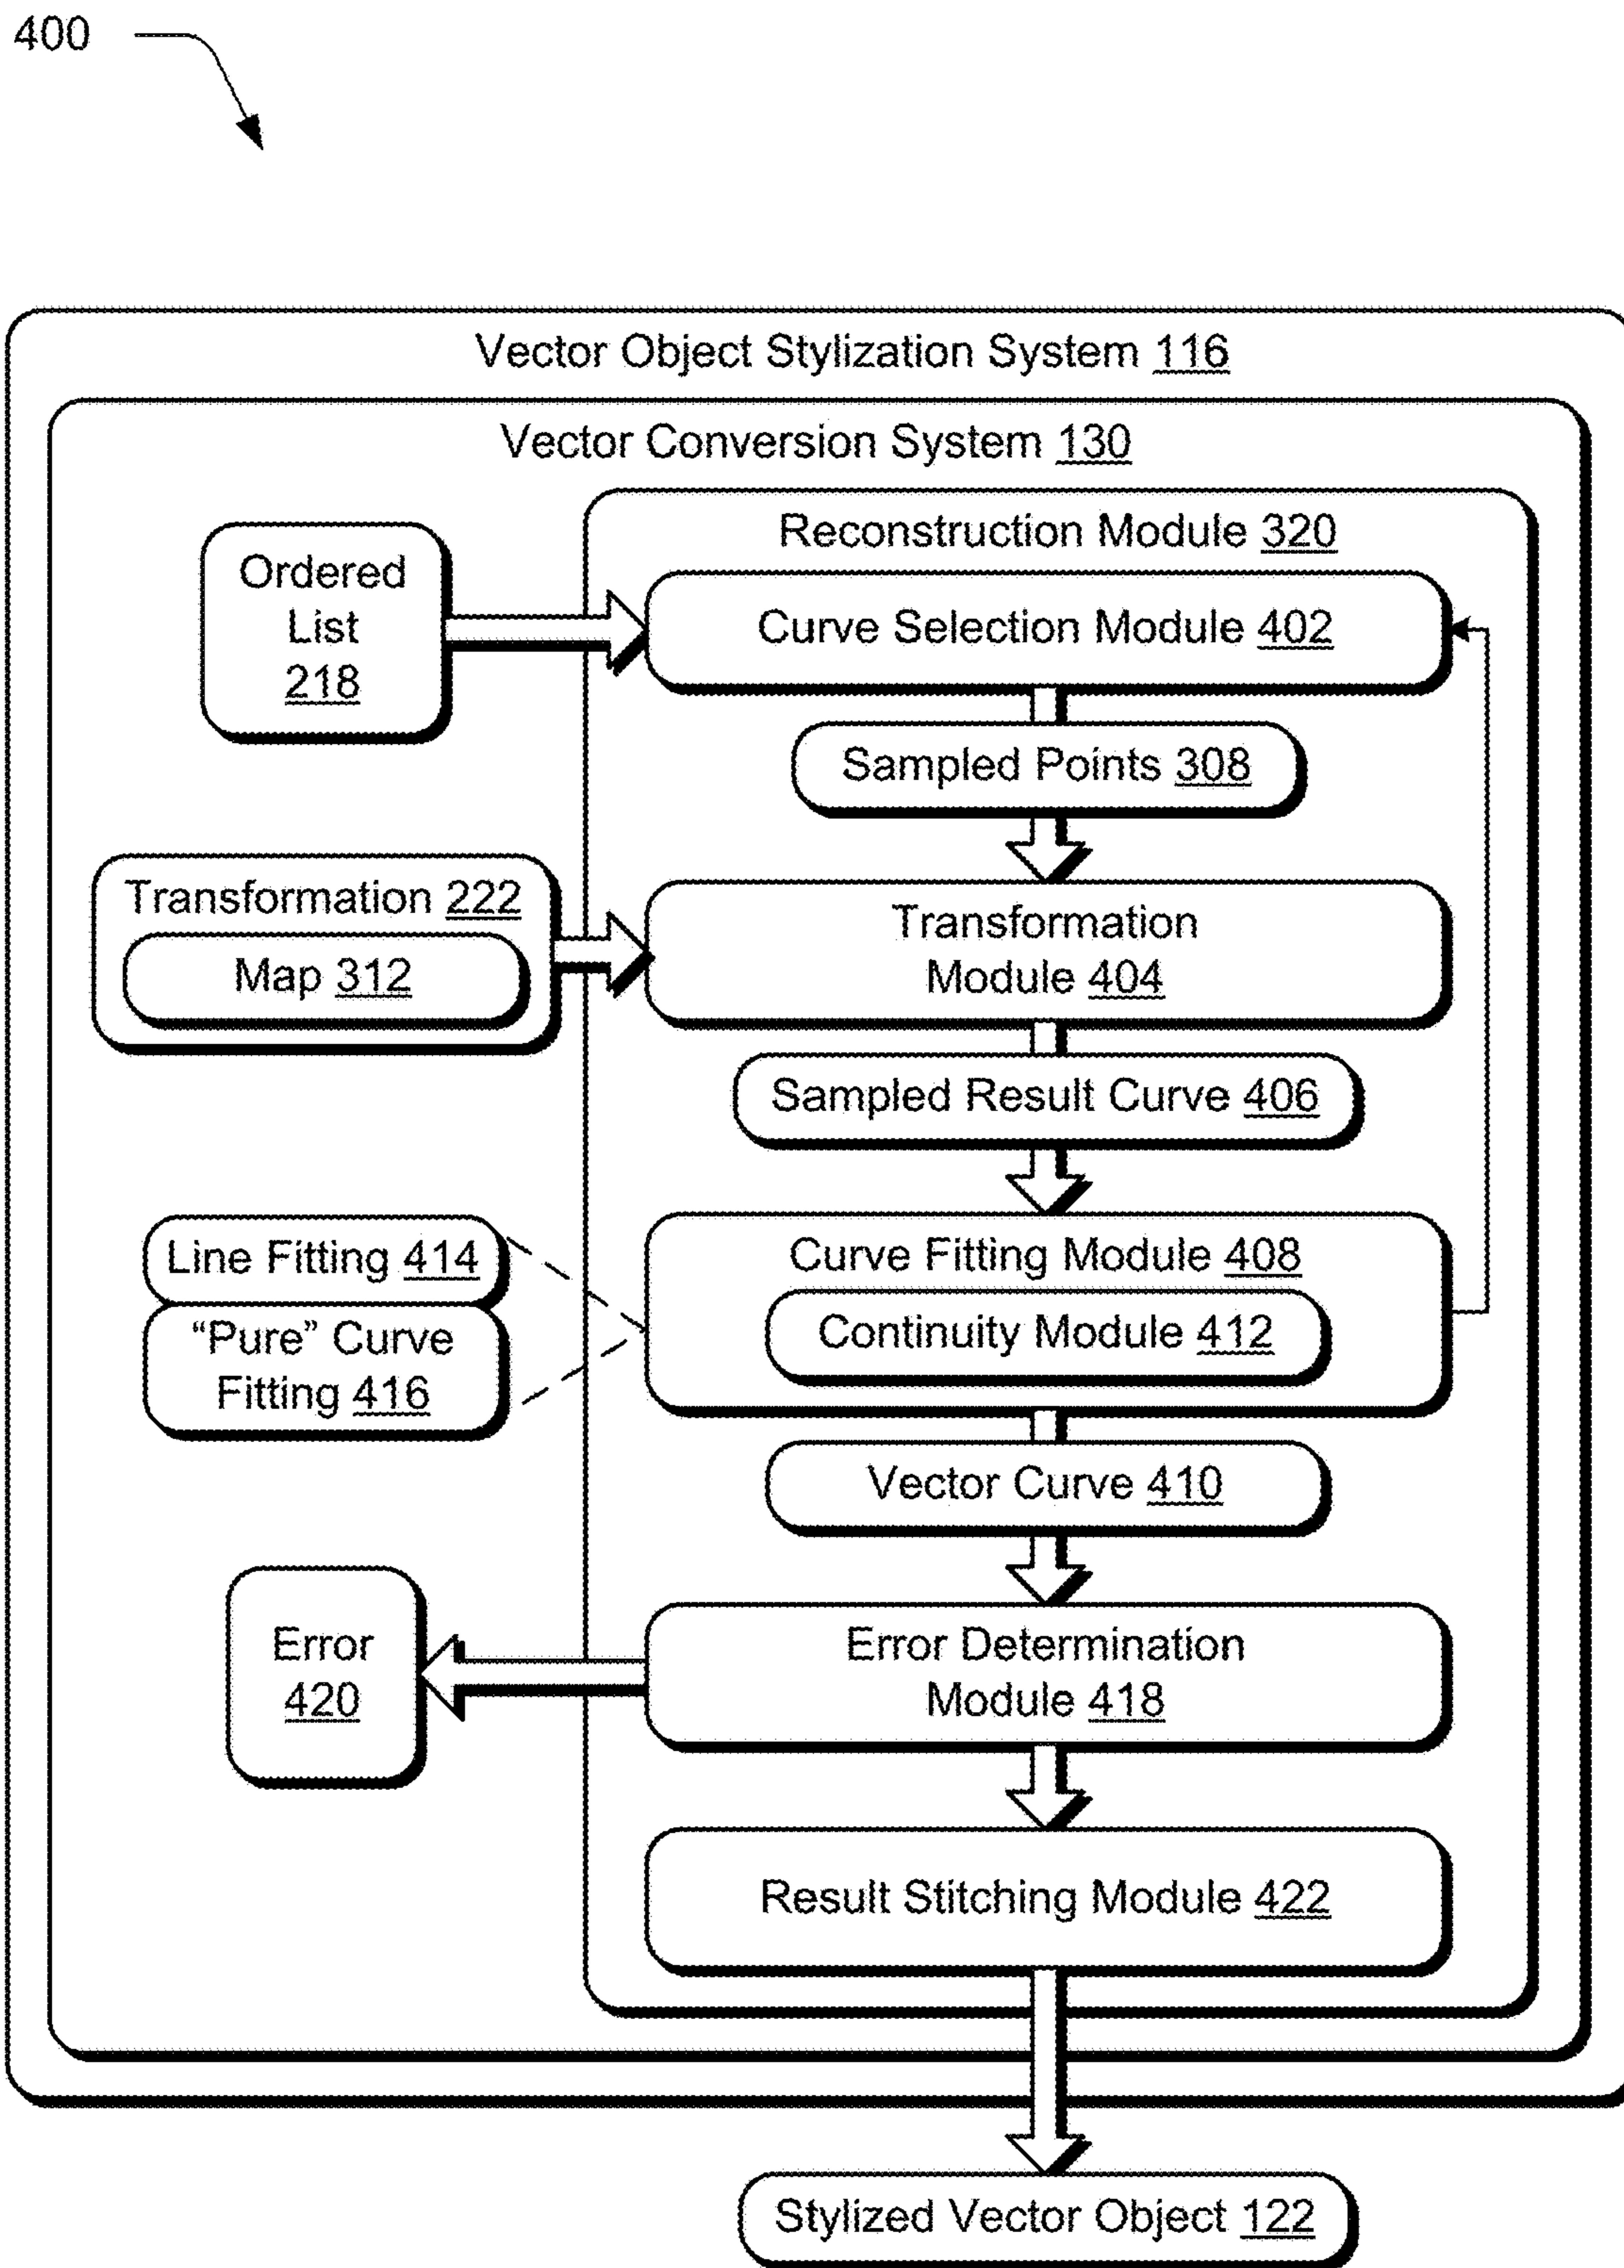 400
Vector Object Stylization System 116
Vector Conversion System 130
Reconstruction Module 320
Ordered
List
218
Curve Selection Module 402
Sampled Points 308
Transformation 222
Map 312
Transformation
Module 404
Sampled Result Curve 406
Line Fitting 414
"Pure" Curve
Fitting 416
Curve Fitting Module 408
Continuity Module 412
Vector Curve 410
Error
420
Error Determination
Module 418
Result Stitching Module 422
Stylized Vector Object 122